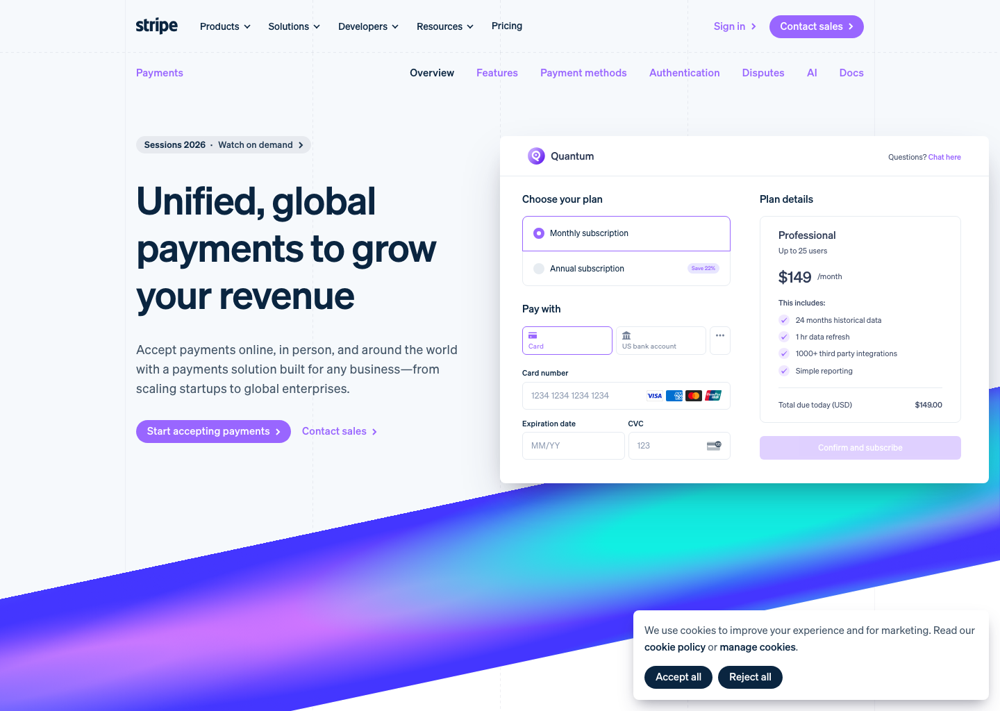 stripe Products Solutions Developers Resources Pricing Sign in Contact sales
Payments Overview Features Payment methods Authentication Disputes AI Docs
Sessions 2026 · Watch on demand
Unified, global
payments to grow
your revenue
Accept payments online, in person, and around the world
with a payments solution built for any business—from
scaling startups to global enterprises.
Start accepting payments Contact sales
Quantum
Questions? Chat here
Choose your plan
Monthly subscription
Annual subscription Save 22%
Pay with
Card
US bank account
Card number
1234 1234 1234 1234 VISA
Expiration date CVC
MM/YY 123
Plan details
Professional
Up to 25 users
$149 /month
This includes:
24 months historical data
1 hr data refresh
1000+ third party integrations
Simple reporting
Total due today (USD) $149.00
Confirm and subscribe
We use cookies to improve your experience and for marketing. Read our
cookie policy or manage cookies.
Accept all Reject all